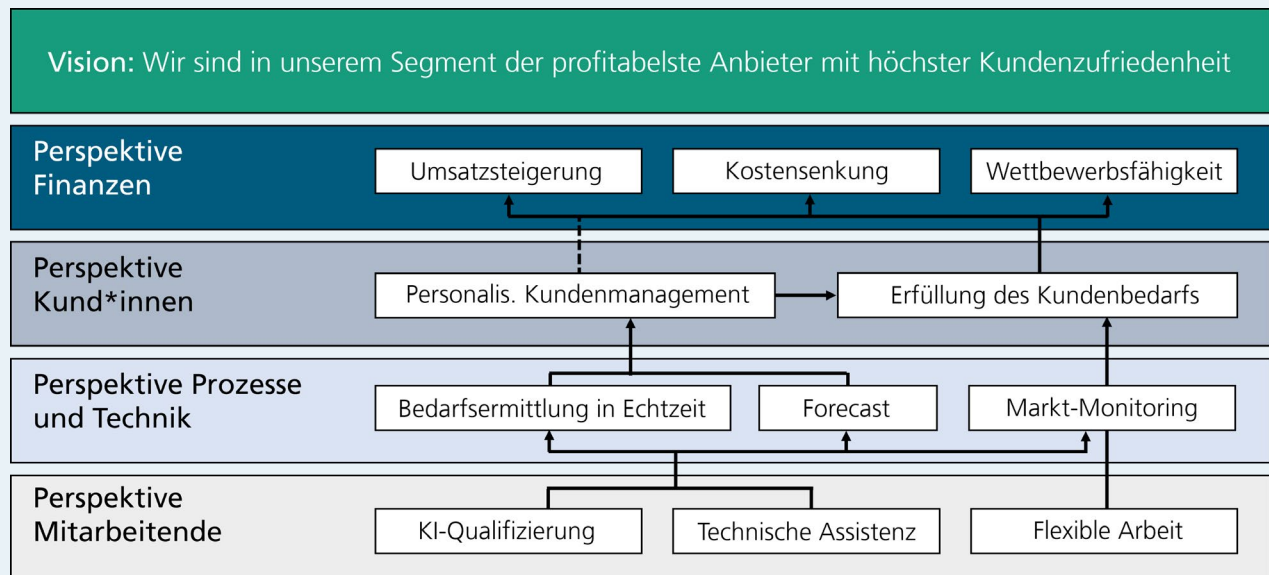 Vision: Wir sind in unserem Segment der profitabelste Anbieter mit höchster Kundenzufriedenheit
Perspektive
Finanzen
Umsatzsteigerung
Kostensenkung
Wettbewerbsfähigkeit
Perspektive
Kund*innen
Personalis. Kundenmanagement
Erfüllung des Kundenbedarfs
Perspektive Prozesse
und Technik
Bedarfsermittlung in Echtzeit
Forecast
Markt-Monitoring
Perspektive
Mitarbeitende
KI-Qualifizierung
Technische Assistenz
Flexible Arbeit